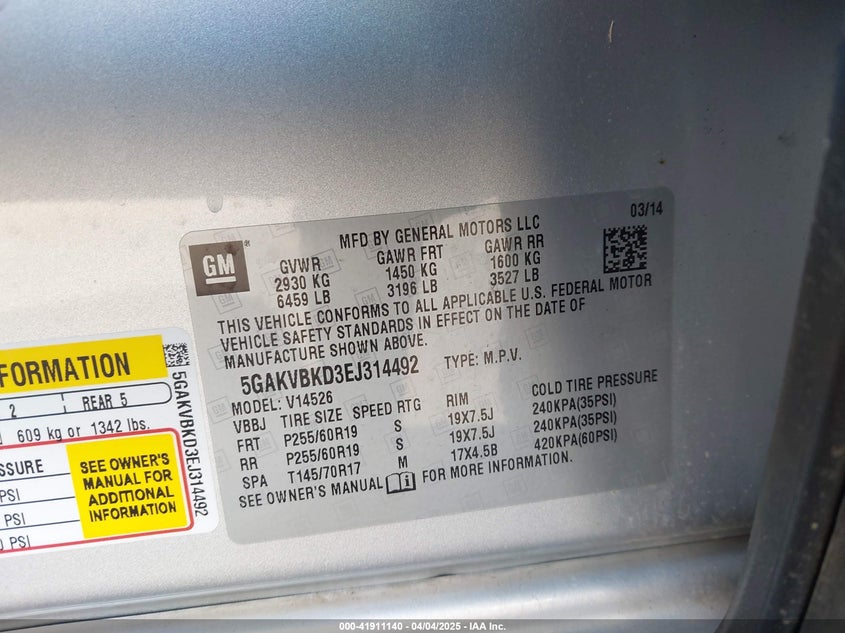 GM
®
MFD BY GENERAL MOTORS LLC
03/14
GVWR GAWR FRT GAWR RR
2930 KG 1450 KG 1600 KG
6459 LB 3196 LB 3527 LB
THIS VEHICLE CONFORMS TO ALL APPLICABLE U.S. FEDERAL MOTOR
VEHICLE SAFETY STANDARDS IN EFFECT ON THE DATE OF
MANUFACTURE SHOWN ABOVE.
5GAKVBKD3EJ314492 TYPE: M.P.V.
MODEL: V14526
VBBJ TIRE SIZE SPEED RTG RIM COLD TIRE PRESSURE
FRT P255/60R19 S 19X7.5J 240KPA(35PSI)
RR P255/60R19 S 19X7.5J 240KPA(35PSI)
SPA T145/70R17 M 17X4.5B 420KPA(60PSI)
SEE OWNER'S MANUAL FOR MORE INFORMATION.
FORMATION
2 REAR 5
609 kg or 1342 lbs.
SSURE
PSI
PSI
PSI
SEE OWNER'S
MANUAL FOR
ADDITIONAL
INFORMATION
5GAKVBKD3EJ314492
000-41911140 - 04/04/2025 - IAA Inc.